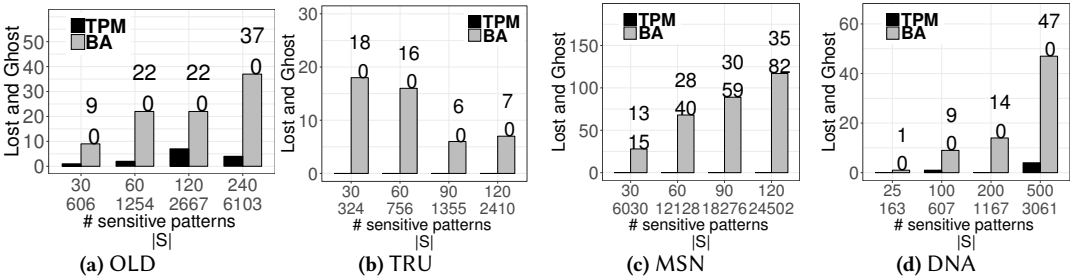 Lost and Ghost
50
40
30
20
10
0
TPM
BA
9
0
22
0
22
0
37
0
30 60 120 240
606 1254 2667 6103
# sensitive patterns
|S|
(a) OLD
Lost and Ghost
30
20
10
0
TPM
BA
18
0
16
0
6
0
7
0
30 60 90 120
324 756 1355 2410
# sensitive patterns
|S|
(b) TRU
Lost and Ghost
150
100
50
0
TPM
BA
13
15
28
40
30
59
35
82
30 60 90 120
6030 12128 18276 24502
# sensitive patterns
|S|
(c) MSN
Lost and Ghost
60
40
20
0
TPM
BA
1
0
9
0
14
0
47
0
25 100 200 500
163 607 1167 3061
# sensitive patterns
|S|
(d) DNA